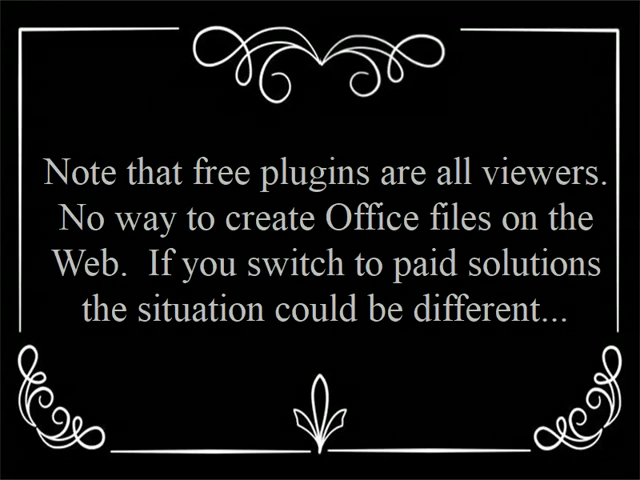 Note that free plugins are all viewers.
No way to create Office files on the
Web.  If you switch to paid solutions
the situation could be different...